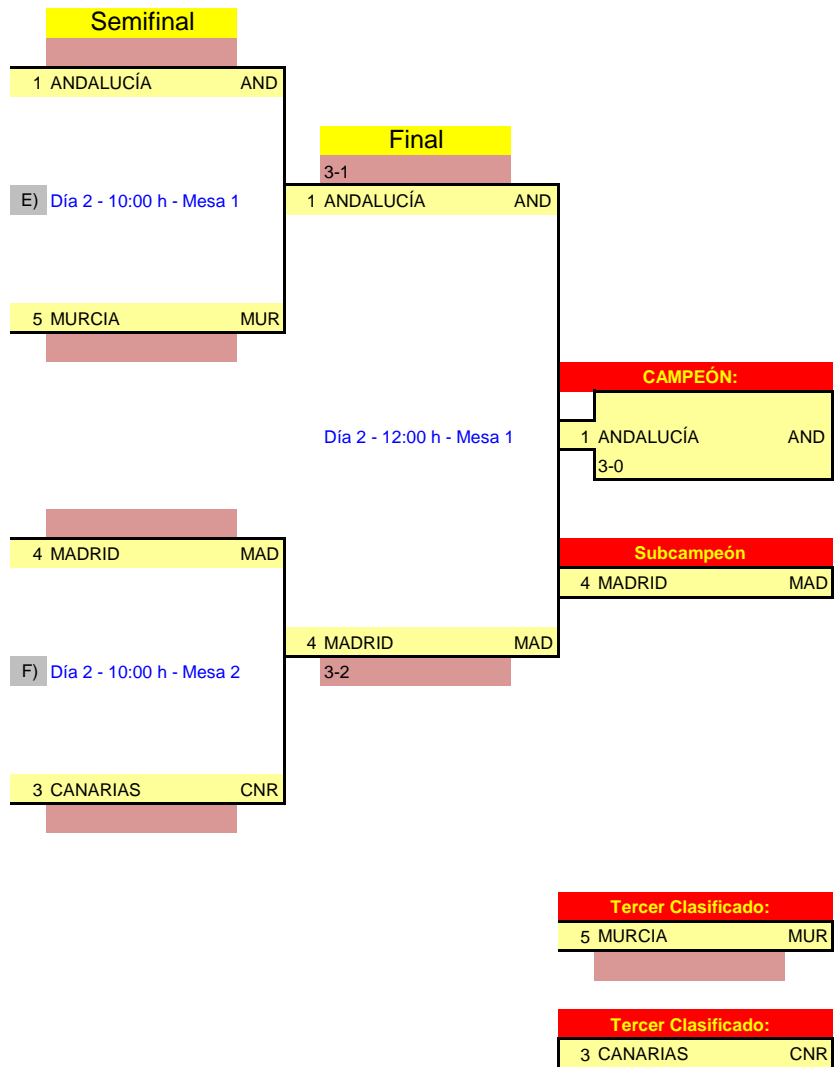 Semifinal
1 ANDALUCÍA AND
Final
3-1
E) Día 2 - 10:00 h - Mesa 1
1 ANDALUCÍA AND
5 MURCIA MUR
CAMPEÓN:
Día 2 - 12:00 h - Mesa 1
1 ANDALUCÍA AND
3-0
4 MADRID MAD
Subcampeón
4 MADRID MAD
4 MADRID MAD
F) Día 2 - 10:00 h - Mesa 2
3-2
3 CANARIAS CNR
Tercer Clasificado:
5 MURCIA MUR
Tercer Clasificado:
3 CANARIAS CNR